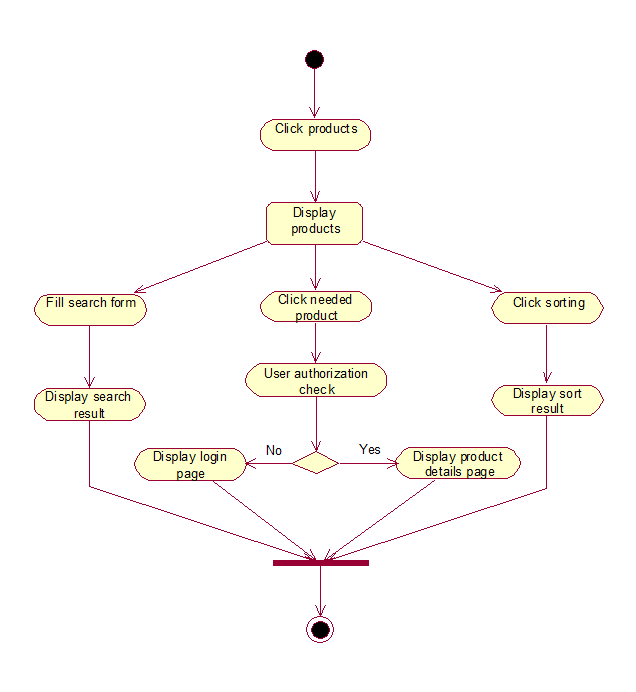 Click products
Display
products
Fill search form
Click needed
product
Click sorting
User authorization
check
Display search
result
Display sort
result
No
Yes
Display login
page
Display product
details page